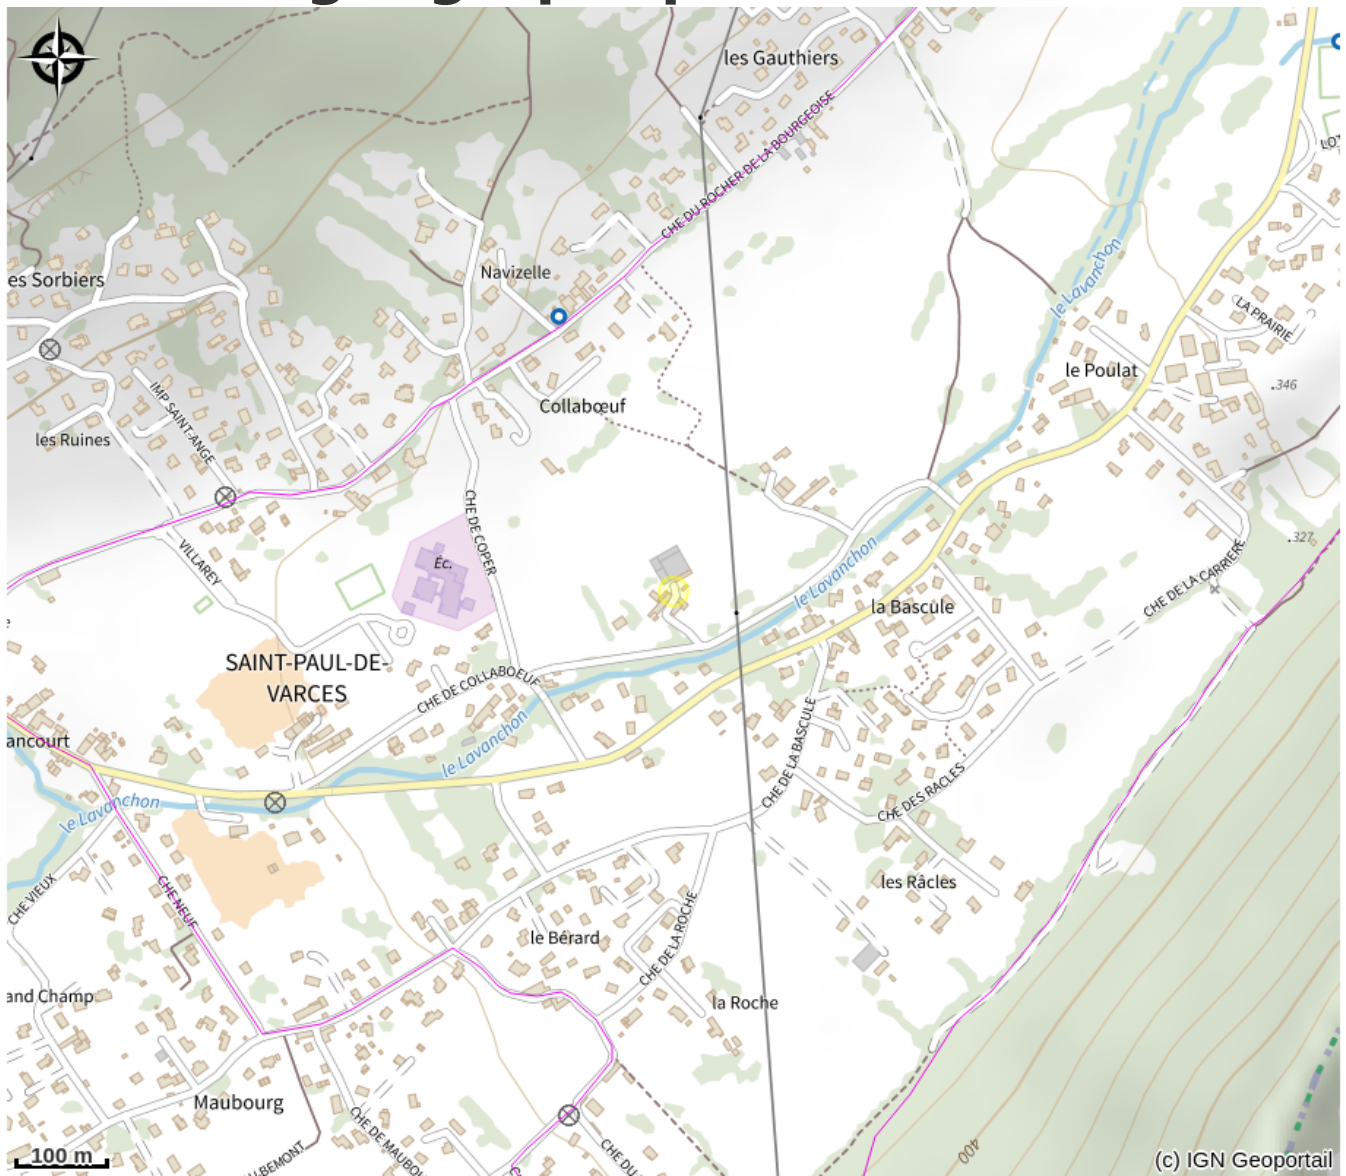 les Gauthiers
CHE DU ROCHER DE LA BOURGEOISE
LOT
es Sorbiers
Navizelle
le Lavanchon
LA PRAIRIE
le Poulat
.346
IMP SAINT-ANGE
Collabœuf
les Ruines
CHE DE COPER
VILLAREY
Éc.
.327
CHE DE LA CARRIERE
le Lavanchon
la Bascule
SAINT-PAUL-DE-
VARCES
CHE DE COLLABOEUF
ancourt
le Lavanchon
CHE DE LA BASCULE
le Lavanchon
CHE DES RACLES
CHE VIEUX
CHE NEUF
les Râcles
le Bérard
CHE DE LA ROCHE
and Champ
la Roche
Maubourg
CHE DE MAUBOU
U-BEMONT
CHE DU
400
100 m
(c) IGN Geoportail